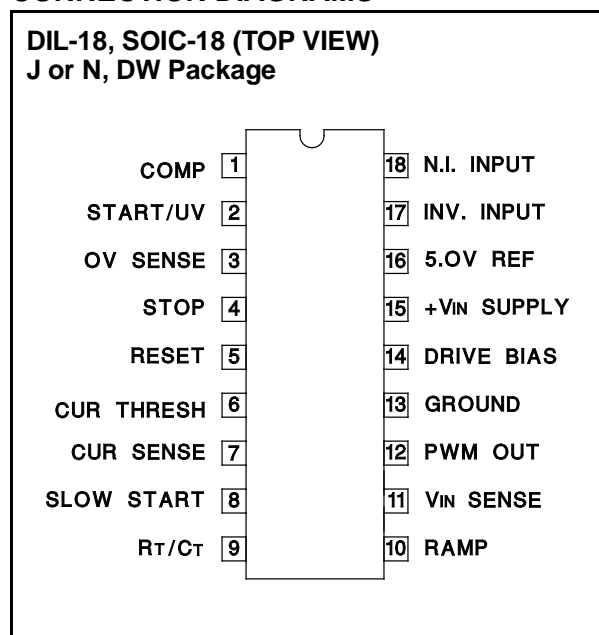 CONNECTION DIAGRAMS
DIL-18, SOIC-18 (TOP VIEW)
J or N, DW Package
COMP 1 18 N.I. INPUT
START/UV 2 17 INV. INPUT
OV SENSE 3 16 5.0V REF
STOP 4 15 +VIN SUPPLY
RESET 5 14 DRIVE BIAS
CUR THRESH 6 13 GROUND
CUR SENSE 7 12 PWM OUT
SLOW START 8 11 VIN SENSE
RT/CT 9 10 RAMP